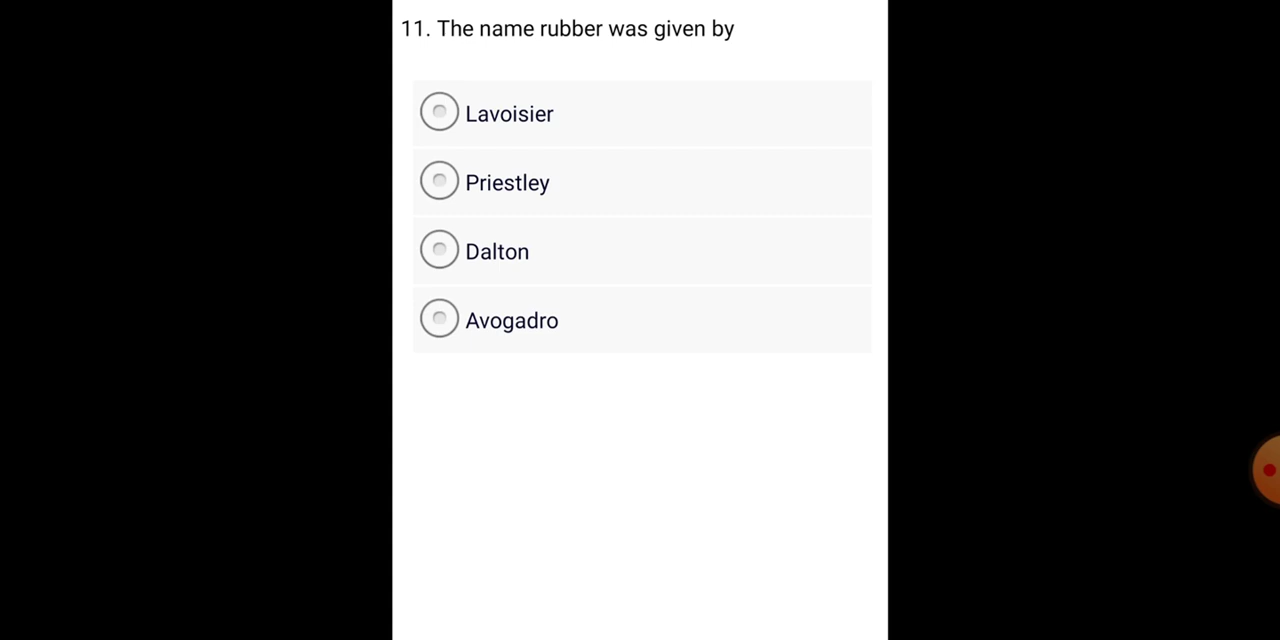 11. The name rubber was given by
Lavoisier
Priestley
Dalton
Avogadro